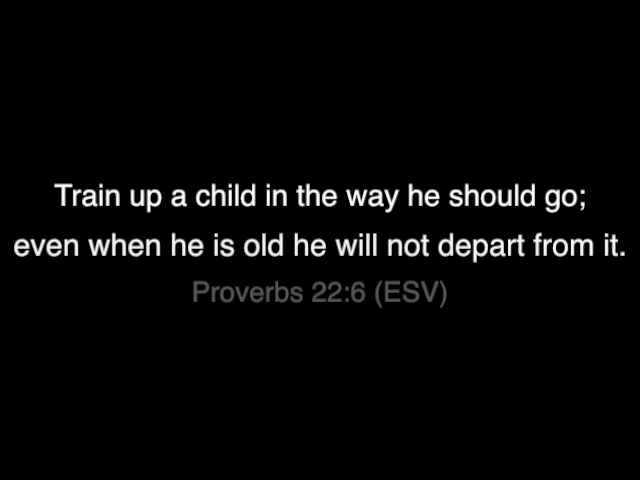 Train up a child in the way he should go;
even when he is old he will not depart from it.
Proverbs 22:6 (ESV)